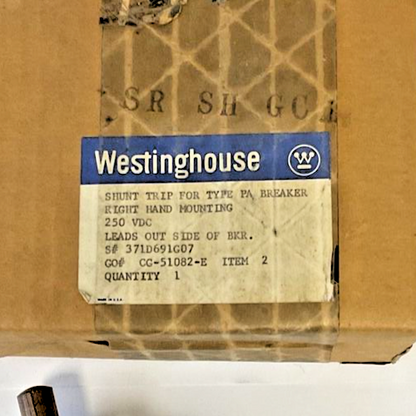 SR SH GC
Westinghouse
SHUNT TRIP FOR TYPE PA BREAKER
RIGHT HAND MOUNTING
250 VDC
LEADS OUT SIDE OF BKR.
S# 371D691G07
GO# CG-51082-E ITEM 2
QUANTITY 1